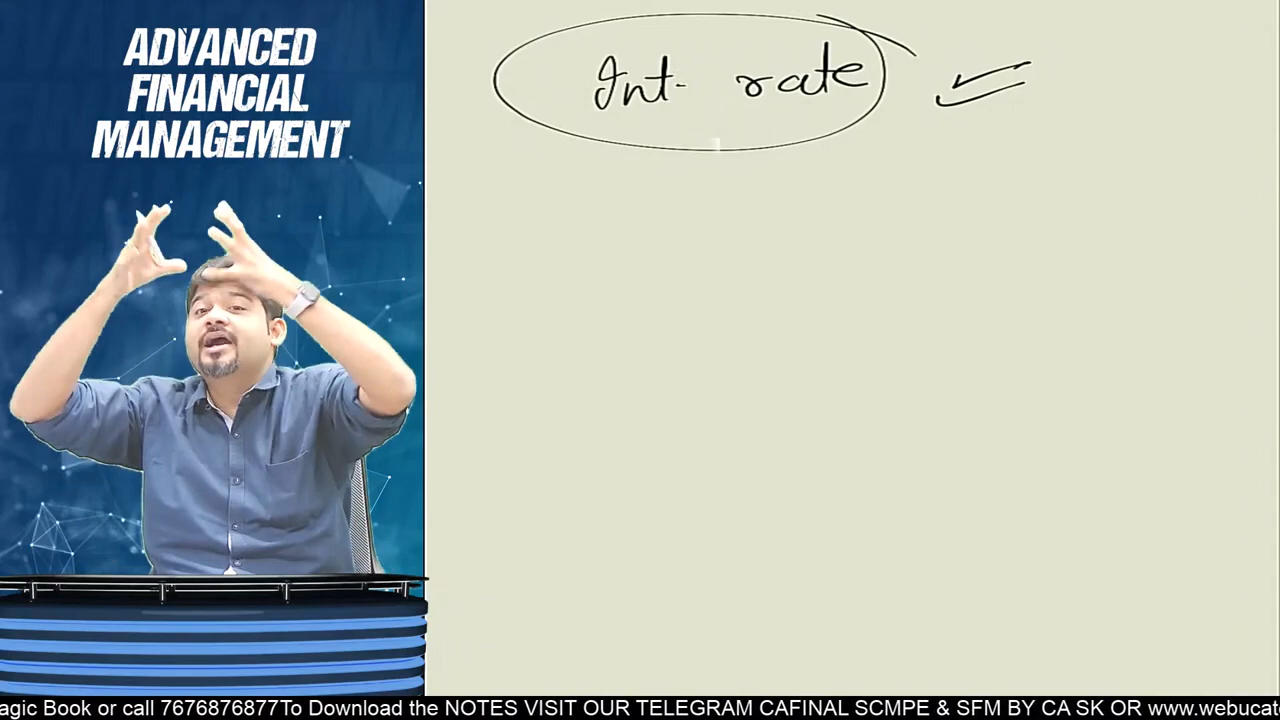 ADVANCED
FINANCIAL
MANAGEMENT
Int. rate
agic Book or call 7676876877To Download the NOTES VISIT OUR TELEGRAM CAFINAL SCMPE & SFM BY CA SK OR www.webucat